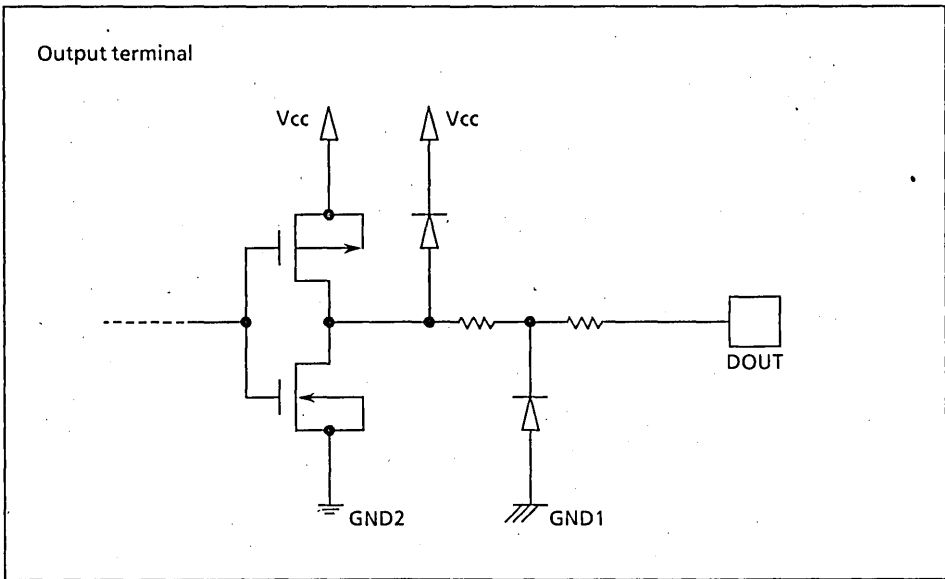 Output terminal
Vcc
Vcc
DOUT
GND2
GND1